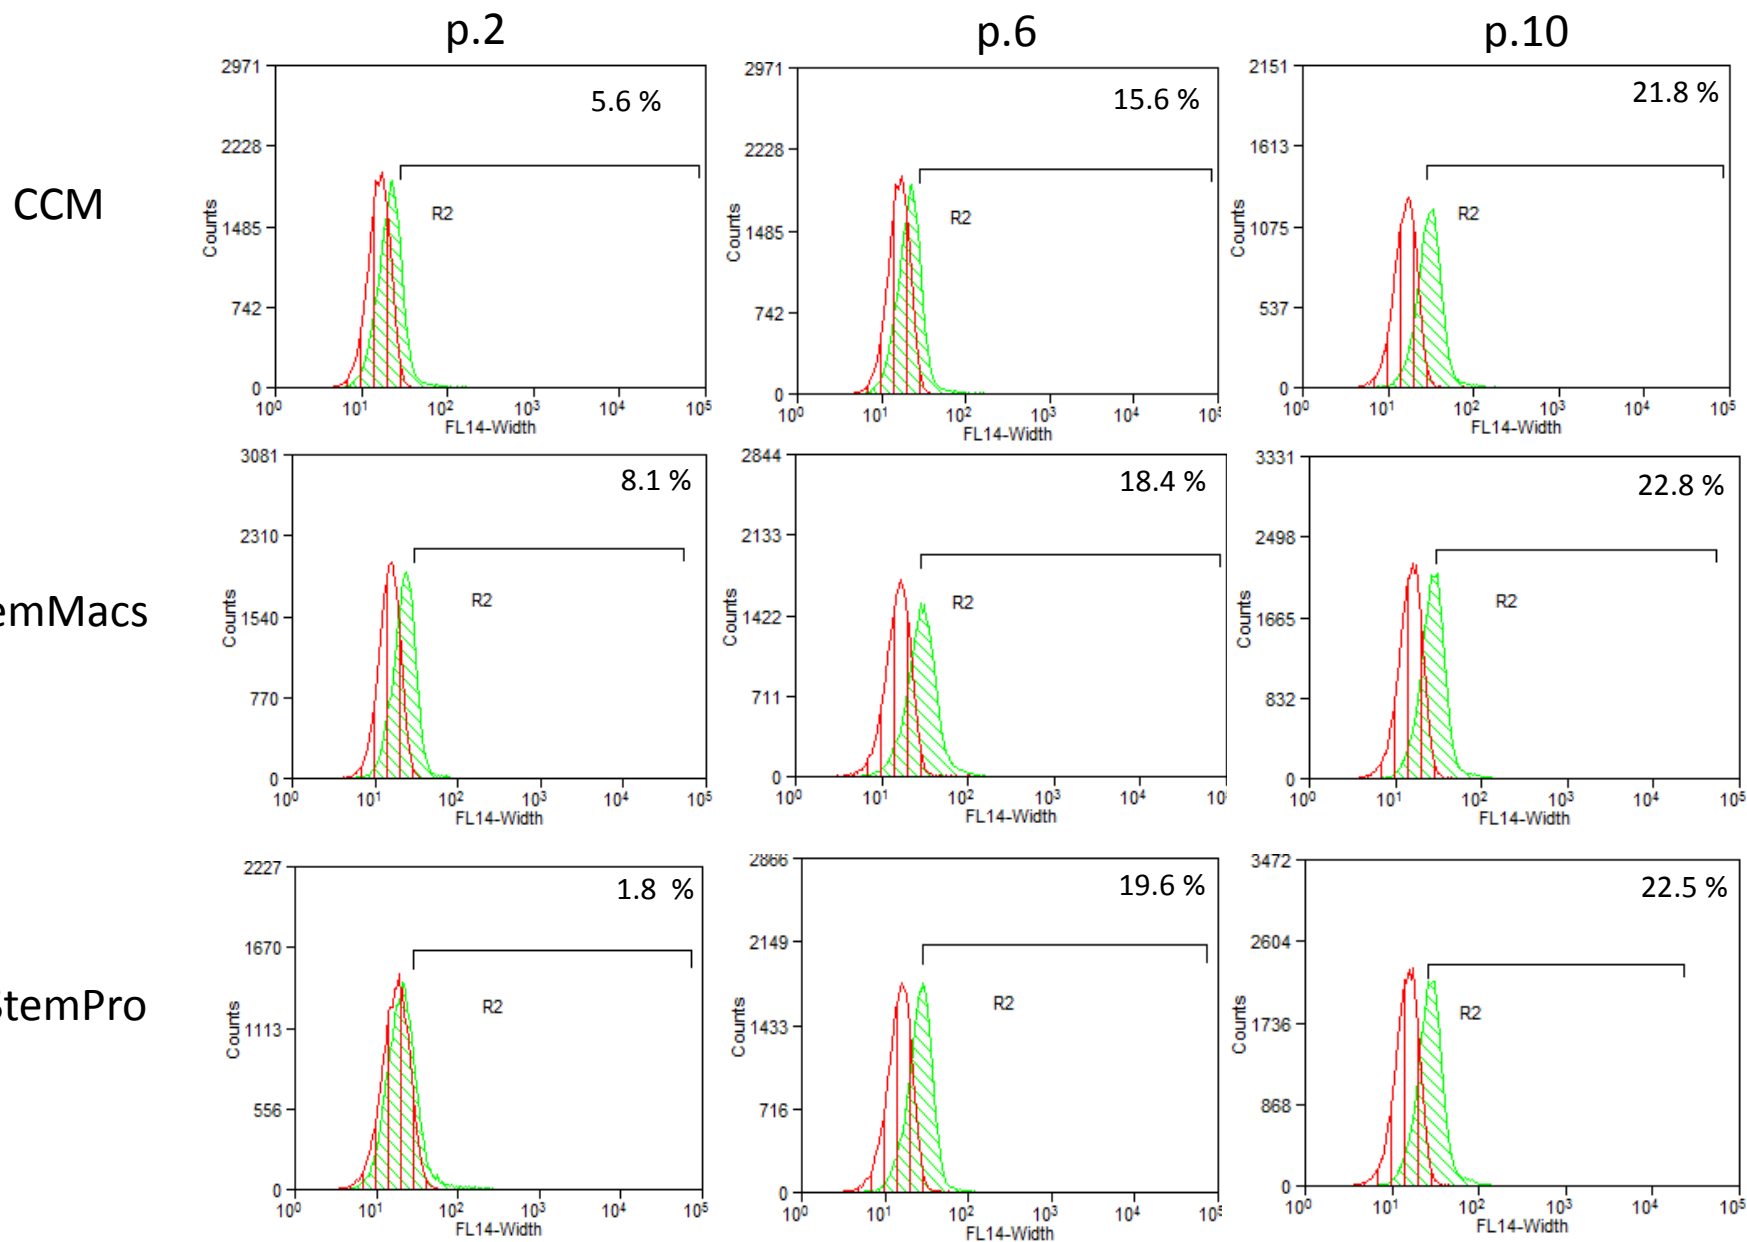 p.2 p.6 p.10
CCM
2971
2228
1485
742
0
Counts
5.6 %
R2
10⁰ 10¹ 10² 10³ 10⁴ 10⁵
FL14-Width
2971
2228
1485
742
0
Counts
15.6 %
R2
10⁰ 10¹ 10² 10³ 10⁴ 10⁵
FL14-Width
2151
1613
1075
537
0
Counts
21.8 %
R2
10⁰ 10¹ 10² 10³ 10⁴ 10⁵
FL14-Width
emMacs
3081
2310
1540
770
0
Counts
8.1 %
R2
10⁰ 10¹ 10² 10³ 10⁴ 10⁵
FL14-Width
2844
2133
1422
711
0
Counts
18.4 %
R2
10⁰ 10¹ 10² 10³ 10⁴ 10
FL14-Width
3331
2498
1665
832
0
Counts
22.8 %
R2
10⁰ 10¹ 10² 10³ 10⁴ 10⁵
FL14-Width
StemPro
2227
1670
1113
556
0
Counts
1.8 %
R2
10⁰ 10¹ 10² 10³ 10⁴ 10⁵
FL14-Width
2866
2149
1433
716
0
Counts
19.6 %
R2
10⁰ 10¹ 10² 10³ 10⁴ 10⁵
FL14-Width
3472
2604
1736
868
0
Counts
22.5 %
R2
10⁰ 10¹ 10² 10³ 10⁴ 10⁵
FL14-Width